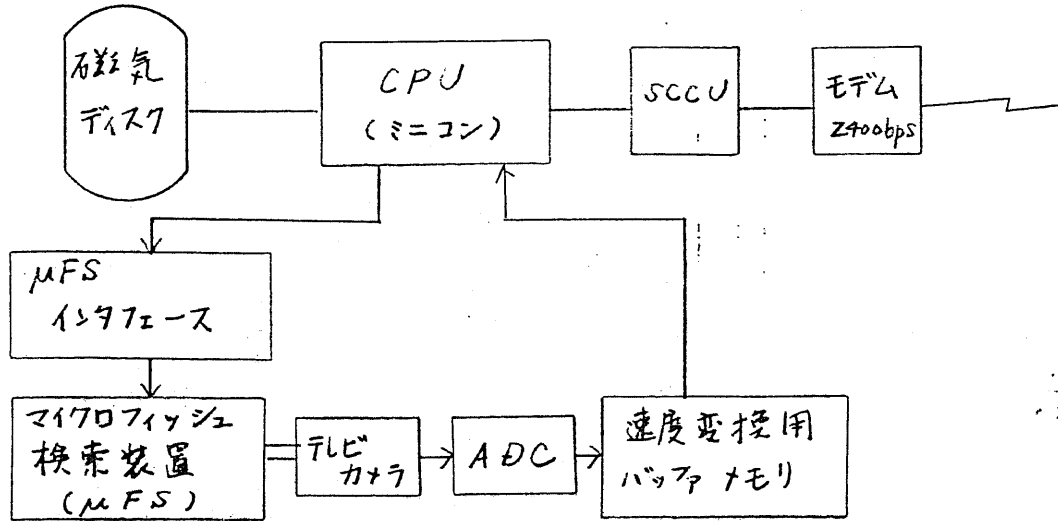 磁気
ディスク
CPU
(ミニコン)
SCCU
モデム
2400bps
μFS
インタフェース
マイクロフィッシュ
検索装置
(μFS)
テレビ
カメラ
ADC
速度変換用
バッファメモリ